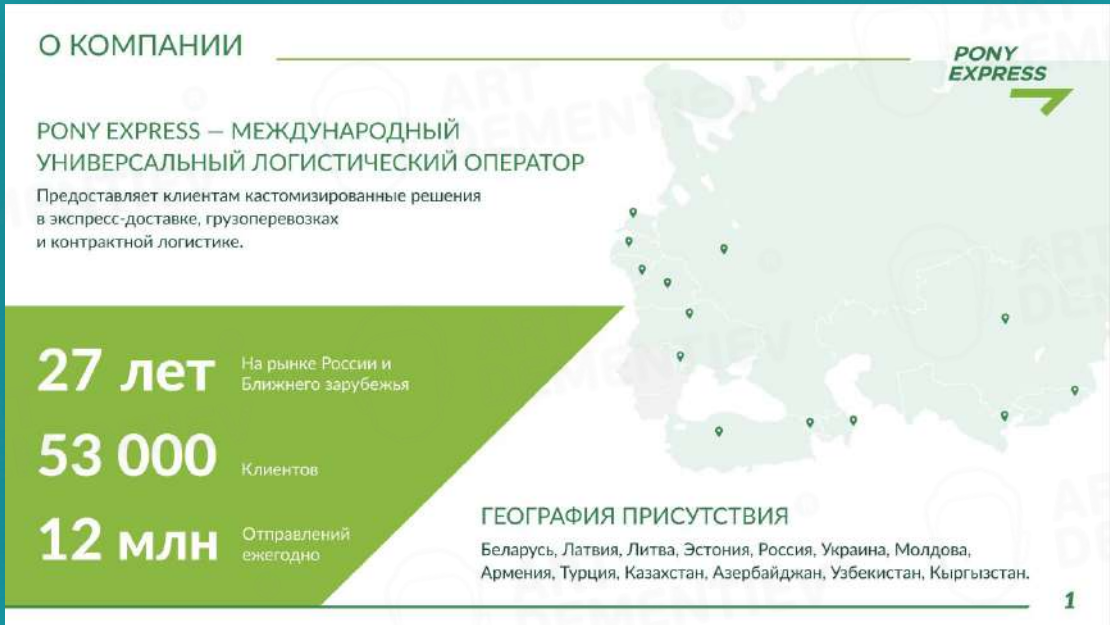 О КОМПАНИИ
PONY
EXPRESS
PONY EXPRESS — МЕЖДУНАРОДНЫЙ
УНИВЕРСАЛЬНЫЙ ЛОГИСТИЧЕСКИЙ ОПЕРАТОР
Предоставляет клиентам кастомизированные решения
в экспресс-доставке, грузоперевозках
и контрактной логистике.
27 лет
На рынке России и
Ближнего зарубежья
53 000
Клиентов
12 млн
Отправлений
ежегодно
ГЕОГРАФИЯ ПРИСУТСТВИЯ
Беларусь, Латвия, Литва, Эстония, Россия, Украина, Молдова,
Армения, Турция, Казахстан, Азербайджан, Узбекистан, Кыргызстан.
1
ART
DEMENTIEV